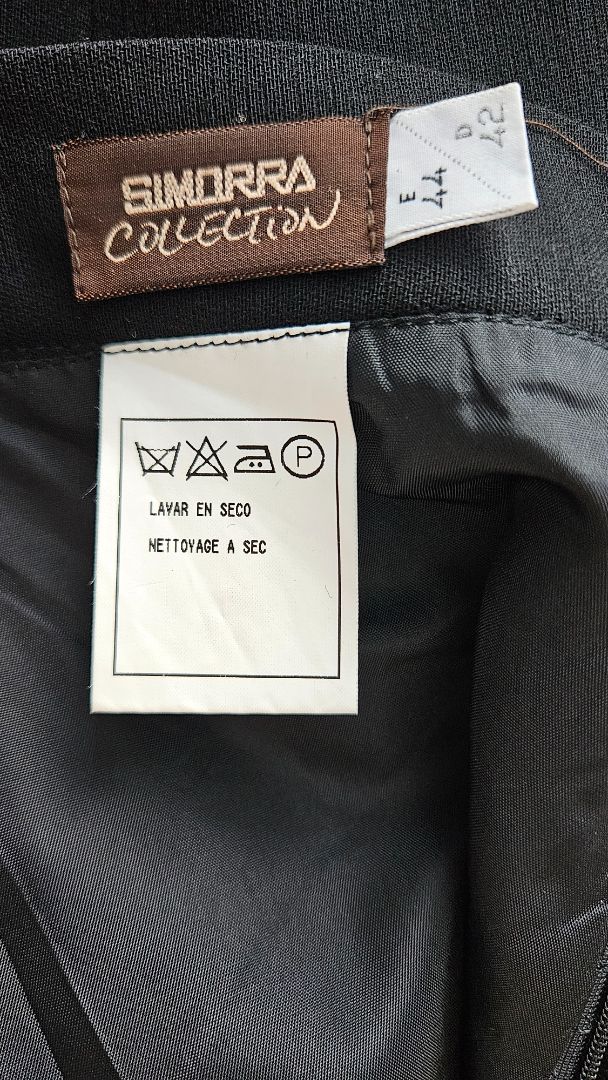 SIMORRA
COLLECTION
E
44
D
42
P
LAVAR EN SECO
NETTOYAGE A SEC